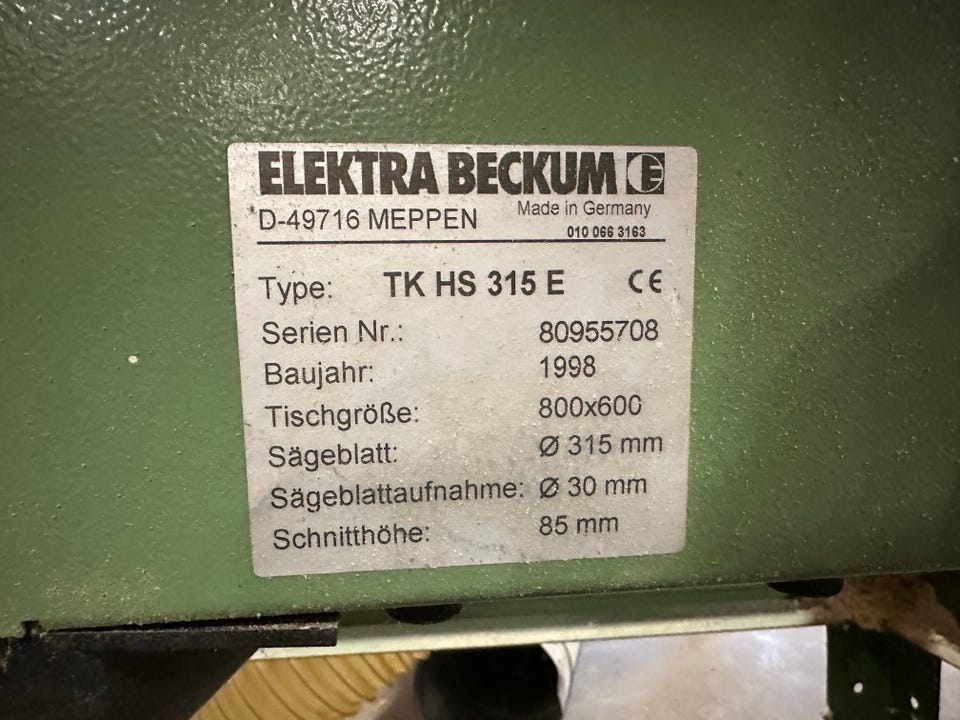 ELEKTRA BECKUM E
D-49716 MEPPEN Made in Germany
010 066 3163
Type: TK HS 315 E CE
Serien Nr.: 80955708
Baujahr: 1998
Tischgröße: 800x600
Sägeblatt: Ø 315 mm
Sägeblattaufnahme: Ø 30 mm
Schnitthöhe: 85 mm